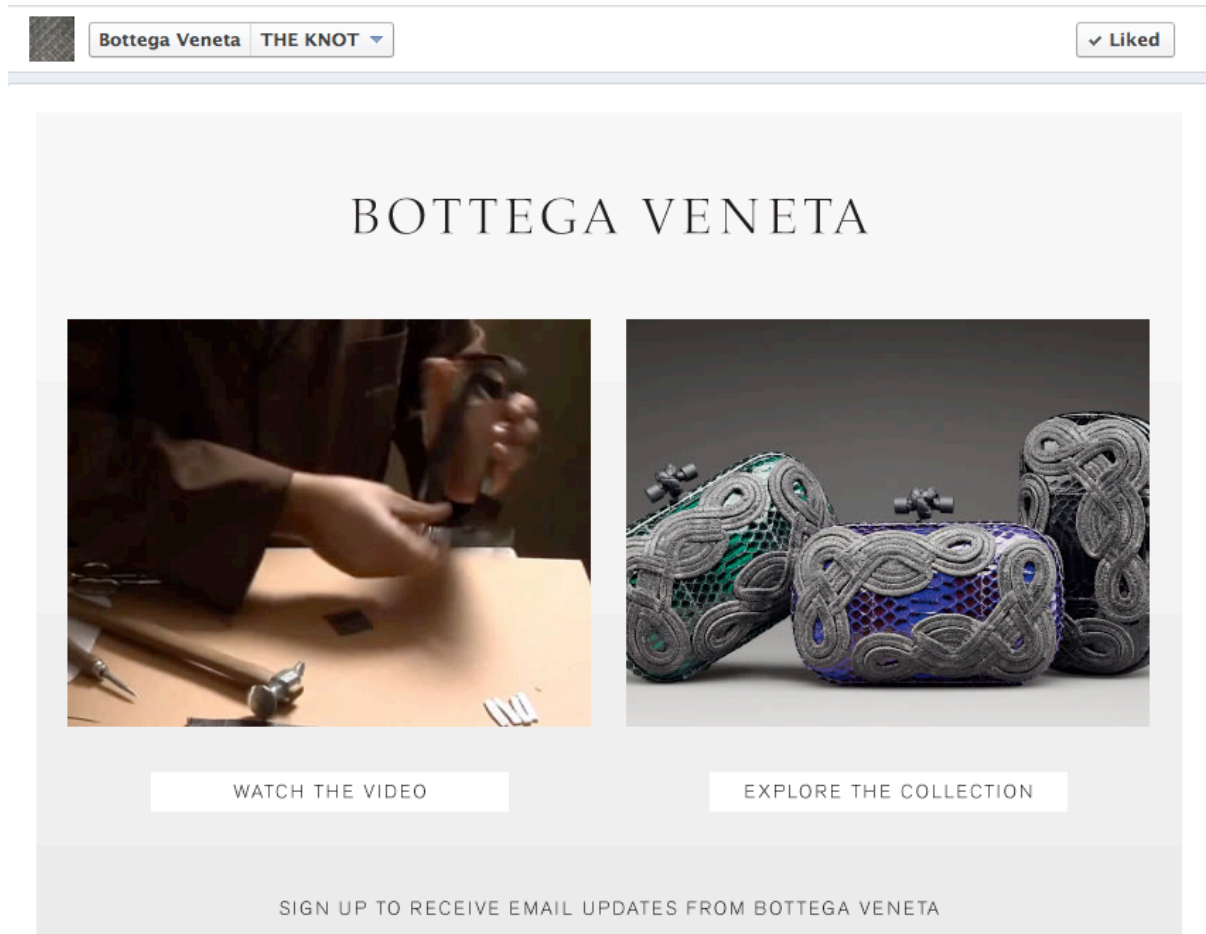 Bottega Veneta THE KNOT
Liked
BOTTEGA VENETA
WATCH THE VIDEO
EXPLORE THE COLLECTION
SIGN UP TO RECEIVE EMAIL UPDATES FROM BOTTEGA VENETA